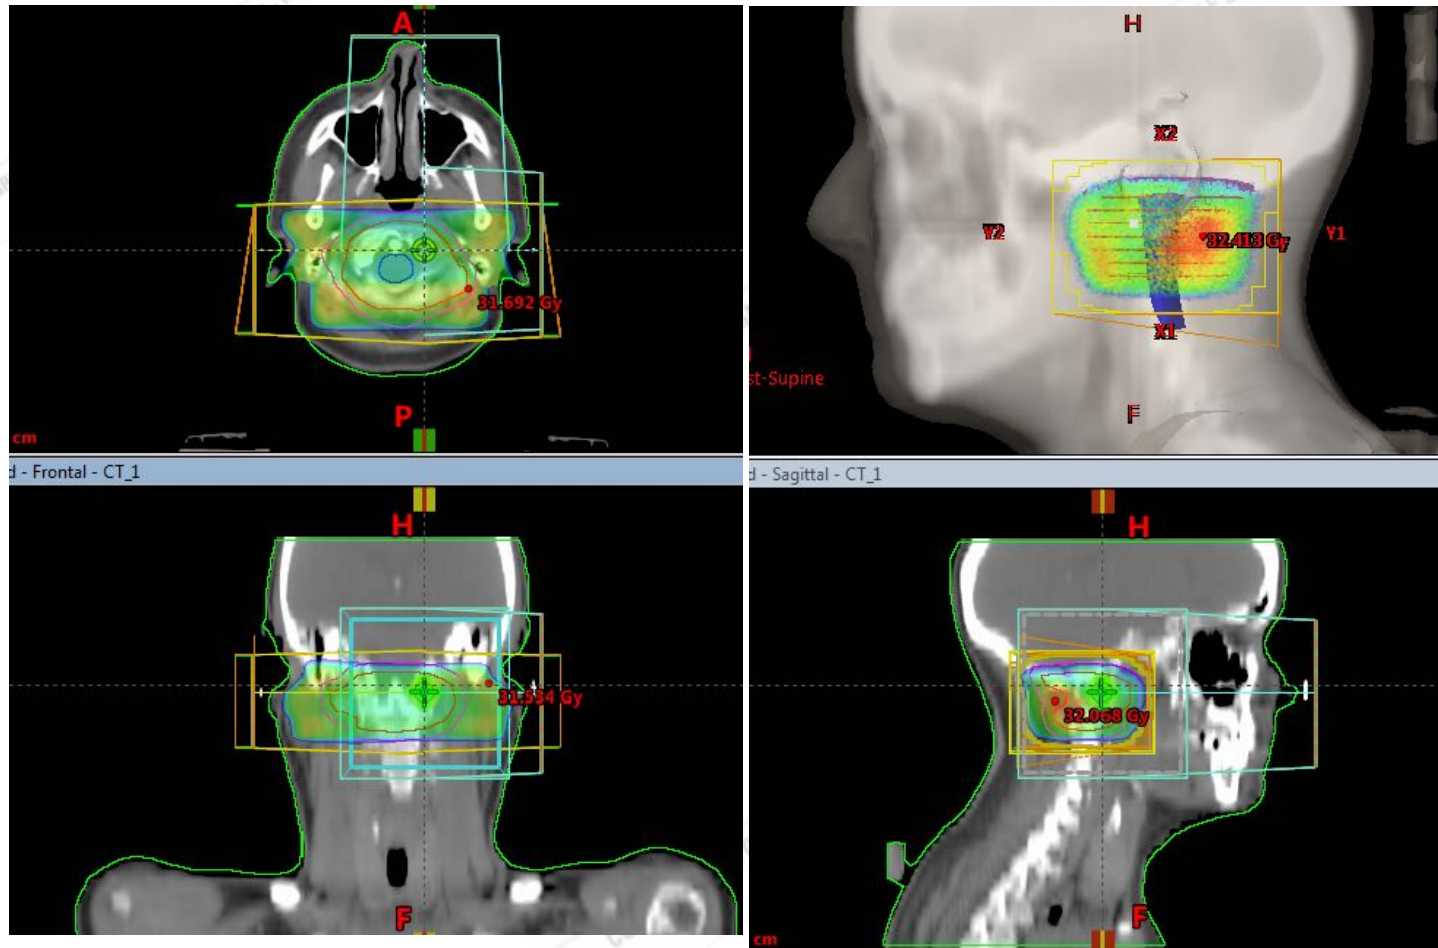 A
31.692 Gy
P
cm
H
X2
Y2
32.413 Gy
Y1
X1
st-Supine
F
d - Frontal - CT_1
H
31.534 Gy
F
d - Sagittal - CT_1
H
32.068 Gy
F
cm